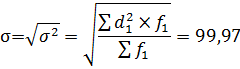 σ=√σ² = √(∑ d₁² × f₁ / ∑ f₁) = 99,97